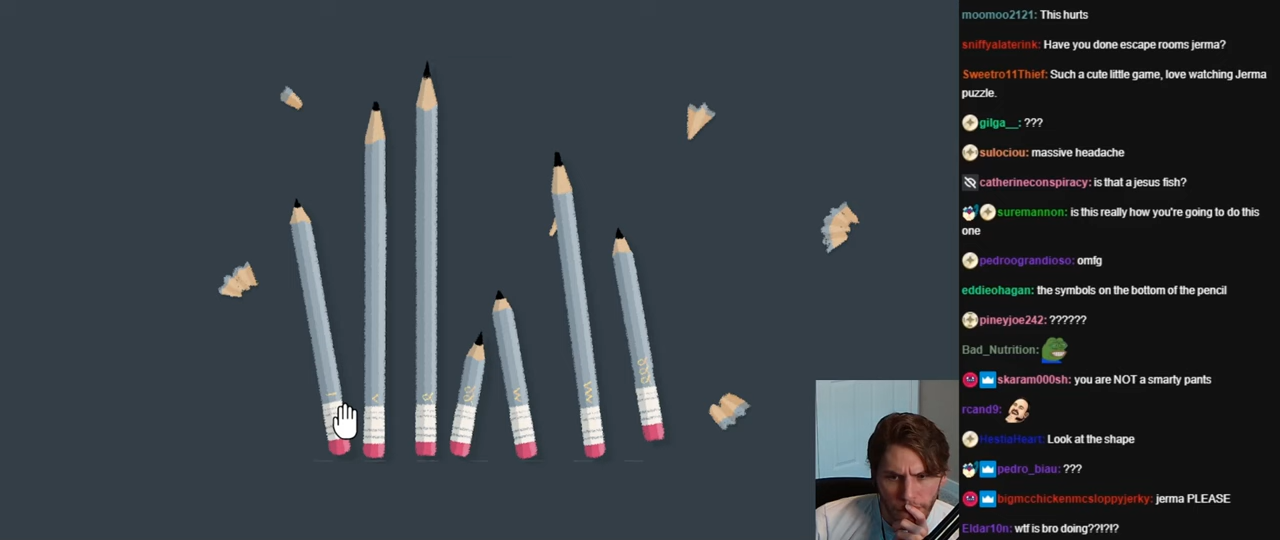 moomoo2121: This hurts
sniffyalaterink: Have you done escape rooms jerma?
Sweetro11Thief: Such a cute little game, love watching Jerma
puzzle.
gilga__: ???
sulociou: massive headache
catherineconspiracy: is that a jesus fish?
suremannon: is this really how you're going to do this
one
pedroograndioso: omfg
eddieohagan: the symbols on the bottom of the pencil
pineyjoe242: ??????
Bad_Nutrition:
skaram000sh: you are NOT a smarty pants
rcand9:
HestiaHeart: Look at the shape
pedro_biau: ???
bigmcchickenmcsloppyjerky: jerma PLEASE
Eldar10n: wtf is bro doing??!?!?